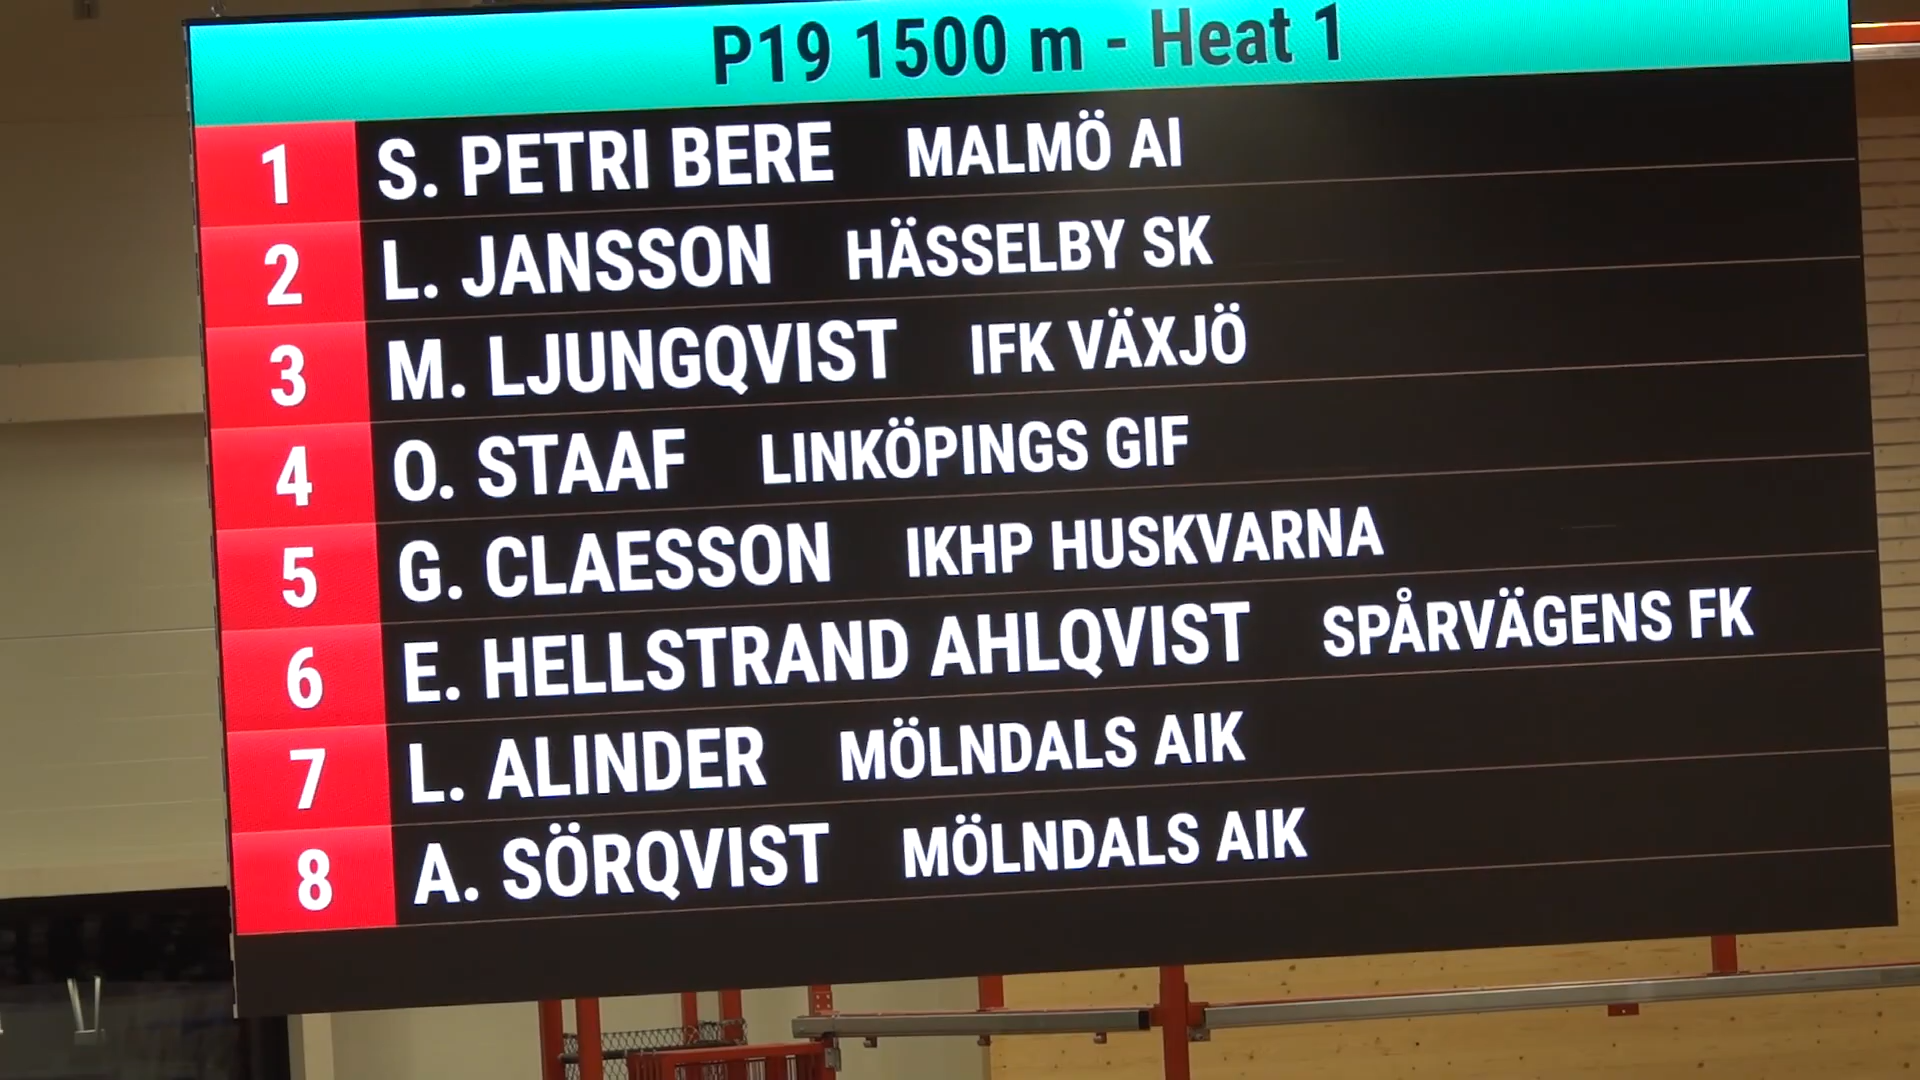 P19 1500 m - Heat 1
1 S. PETRI BERE MALMÖ AI
2 L. JANSSON HÄSSELBY SK
3 M. LJUNGQVIST IFK VÄXJÖ
4 O. STAAF LINKÖPINGS GIF
5 G. CLAESSON IKHP HUSKVARNA
6 E. HELLSTRAND AHLQVIST SPÅRVÄGENS FK
7 L. ALINDER MÖLNDALS AIK
8 A. SÖRQVIST MÖLNDALS AIK